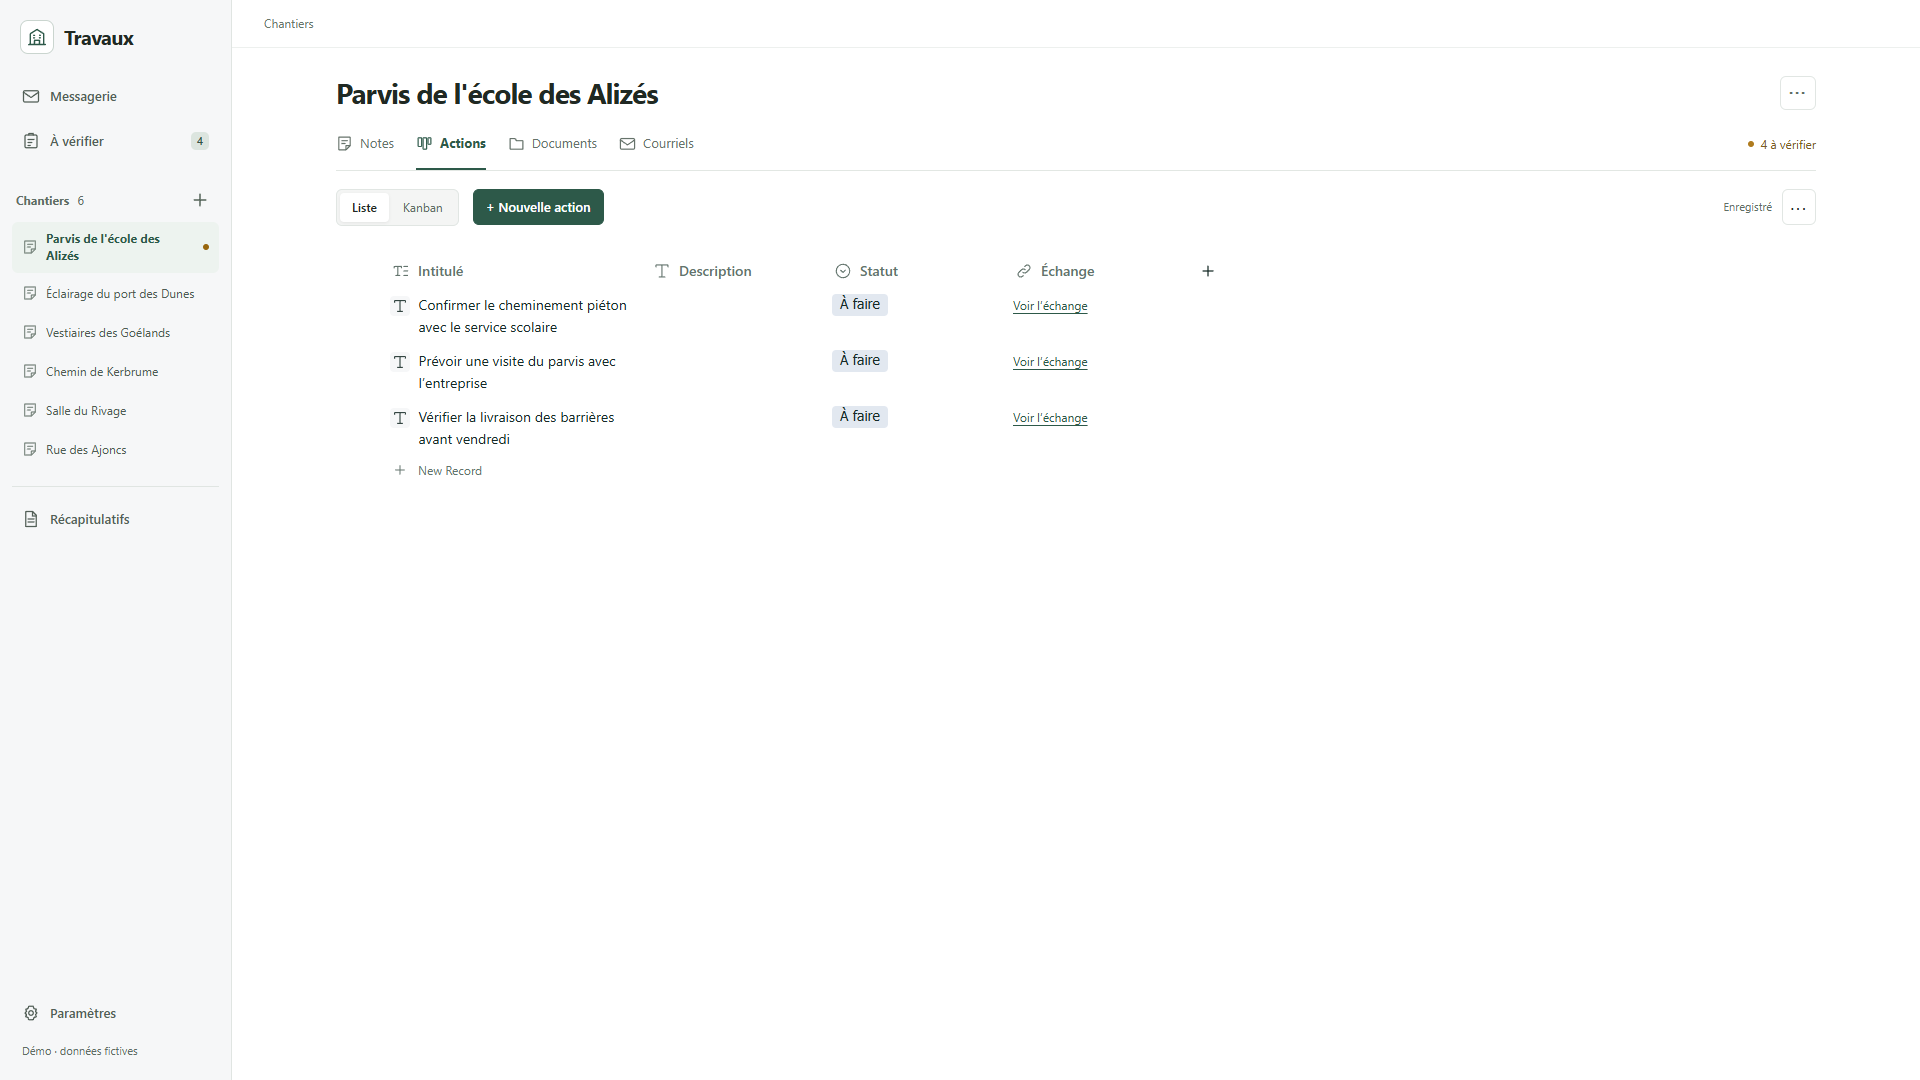 Travaux
Chantiers
Messagerie
À vérifier
4
Chantiers 6
Parvis de l'école des
Alizés
Éclairage du port des Dunes
Vestiaires des Goélands
Chemin de Kerbrume
Salle du Rivage
Rue des Ajoncs
Récapitulatifs
Paramètres
Démo · données fictives
Parvis de l'école des Alizés
...
Notes
Actions
Documents
Courriels
4 à vérifier
Liste
Kanban
+ Nouvelle action
Enregistré
...
Intitulé
Description
Statut
Échange
Confirmer le cheminement piéton
avec le service scolaire
À faire
Voir l’échange
Prévoir une visite du parvis avec
l’entreprise
À faire
Voir l’échange
Vérifier la livraison des barrières
avant vendredi
À faire
Voir l’échange
New Record